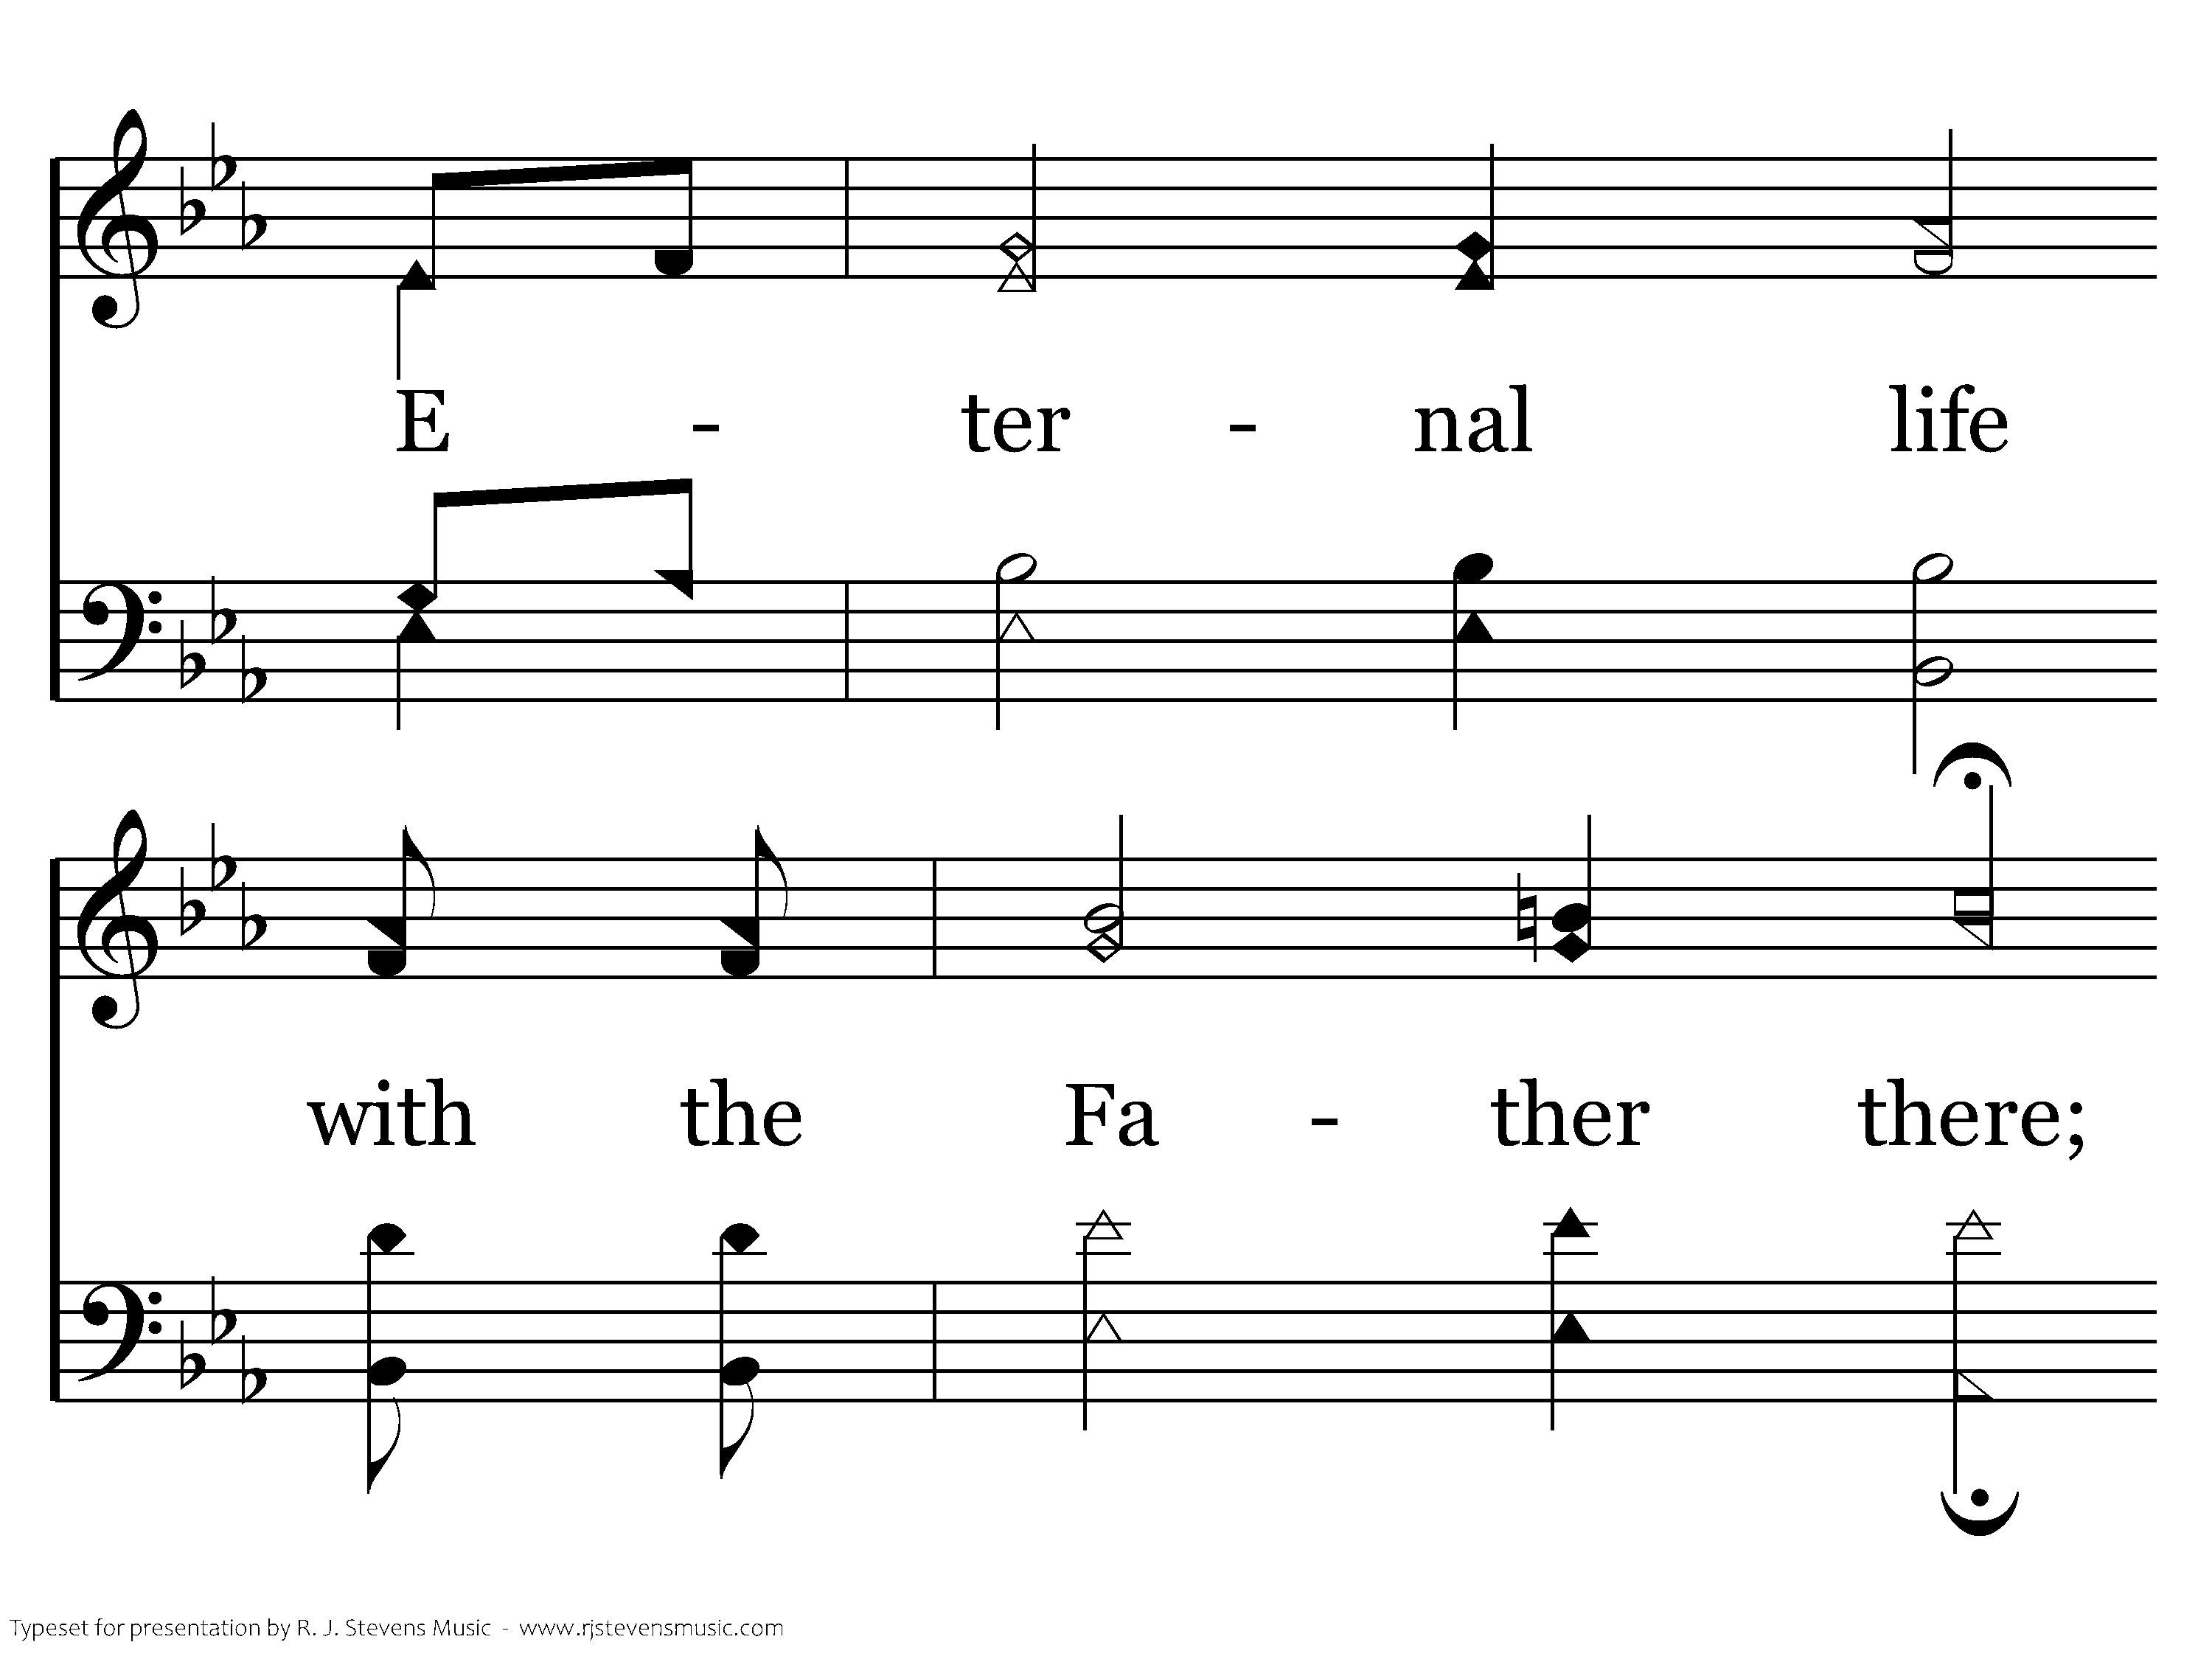 E - ter - nal life
with the Fa - ther there;
Typeset for presentation by R. J. Stevens Music - www.rjstevensmusic.com